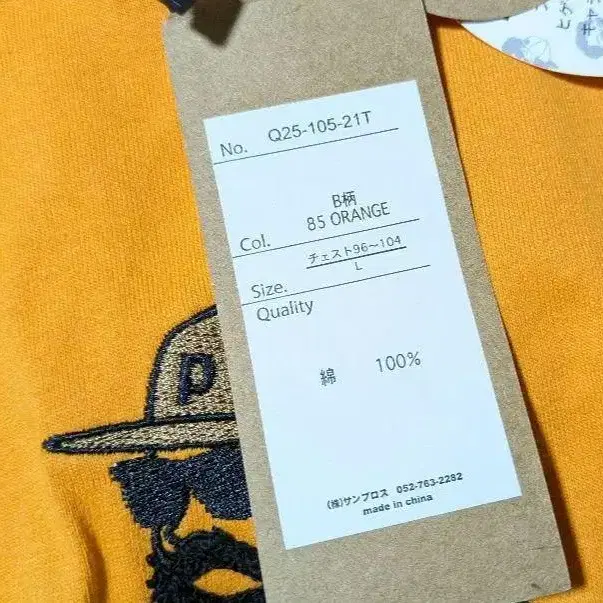 No. Q25-105-21T
B柄
Col. 85 ORANGE
チェスト96～104
Size. L
Quality
綿 100%
(株)サンプロス 052-763-2282
made in china
P